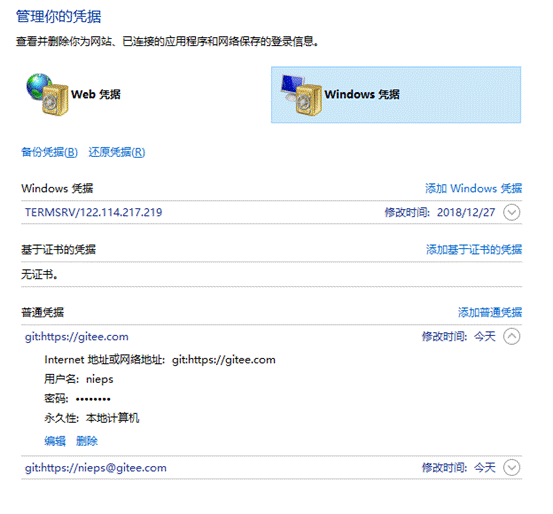 管理你的凭据
查看并删除你为网站、已连接的应用程序和网络保存的登录信息。
Web 凭据 Windows 凭据
备份凭据(B) 还原凭据(R)
Windows 凭据 添加 Windows 凭据
TERMSRV/122.114.217.219 修改时间: 2018/12/27
基于证书的凭据 添加基于证书的凭据
无证书。
普通凭据 添加普通凭据
git:https://gitee.com 修改时间: 今天
Internet 地址或网络地址: git:https://gitee.com
用户名: nieps
密码: ••••••••
永久性: 本地计算机
编辑 删除
git:https://nieps@gitee.com 修改时间: 今天